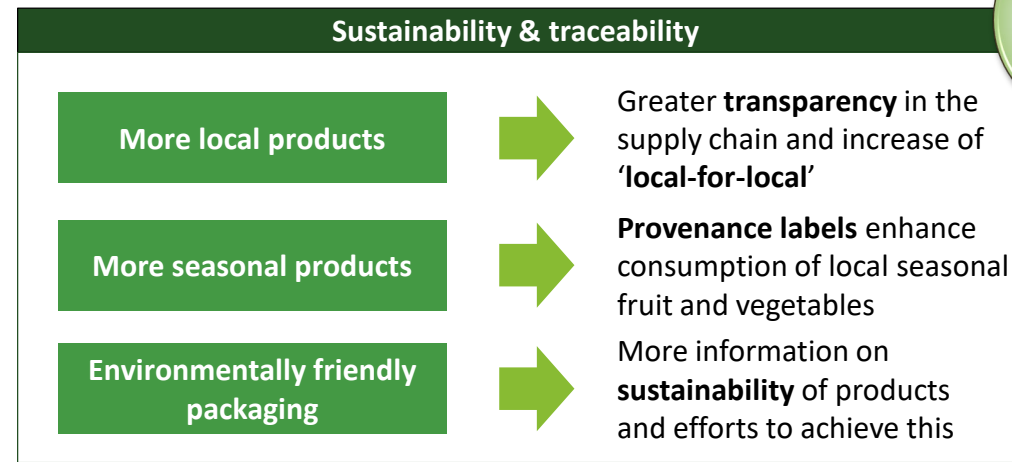 Sustainability & traceability
More local products
Greater transparency in the
supply chain and increase of
‘local-for-local’
More seasonal products
Provenance labels enhance
consumption of local seasonal
fruit and vegetables
Environmentally friendly
packaging
More information on
sustainability of products
and efforts to achieve this